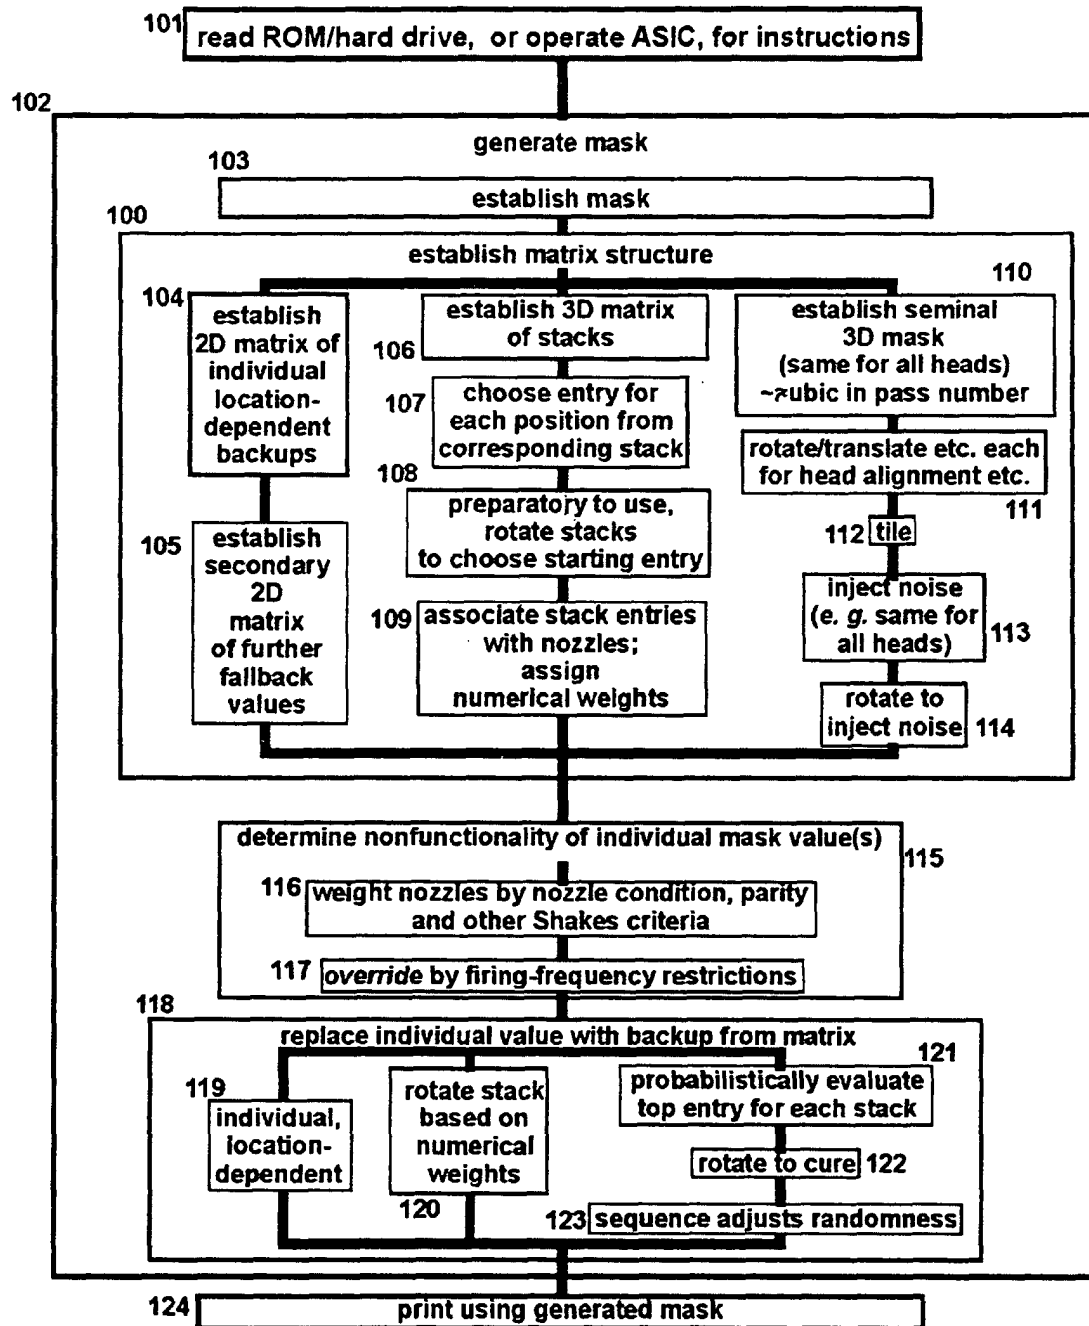 101
read ROM/hard drive, or operate ASIC, for instructions
102
generate mask
103
establish mask
100
establish matrix structure
104
establish
2D matrix of
individual
location-
dependent
backups
105
establish
secondary
2D
matrix
of further
fallback
values
establish 3D matrix
of stacks
106
107
choose entry for
each position from
corresponding stack
108
preparatory to use,
rotate stacks
to choose starting entry
109
associate stack entries
with nozzles;
assign
numerical weights
110
establish seminal
3D mask
(same for all heads)
in pass number
rotate/translate etc. each
for head alignment etc.
111
112
tile
inject noise
(e. g. same for
all heads)
113
rotate to
inject noise
114
determine nonfunctionality of individual mask value(s)
115
116
weight nozzles by nozzle condition, parity
and other Shakes criteria
117
override by firing-frequency restrictions
118
replace individual value with backup from matrix
119
individual,
location-
dependent
rotate stack
based on
numerical
weights
120
121
probabilistically evaluate
top entry for each stack
rotate to cure
122
123
sequence adjusts randomness
124
print using generated mask